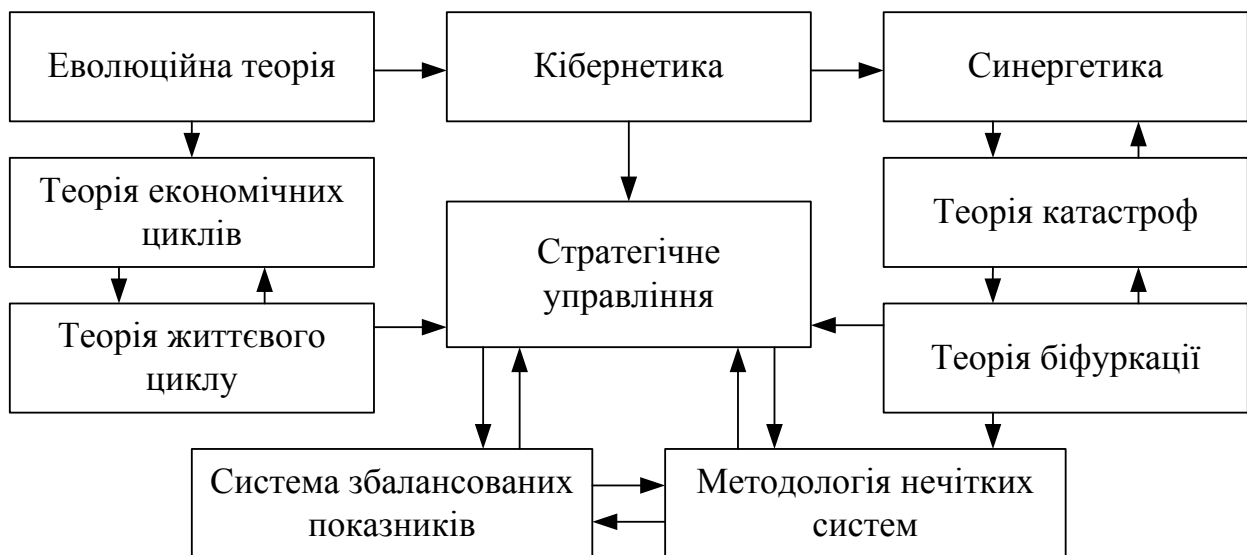 Еволюційна теорія
Кібернетика
Синергетика
Теорія економічних
циклів
Стратегічне
управління
Теорія катастроф
Теорія життєвого
циклу
Теорія біфуркації
Система збалансованих
показників
Методологія нечітких
систем